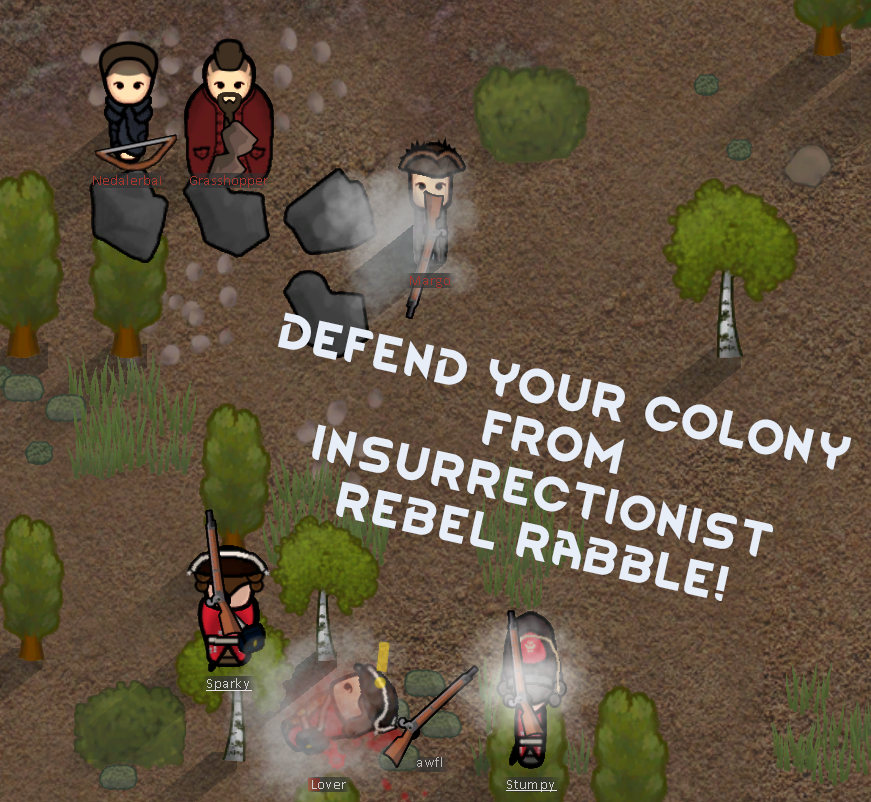 Nedalerbal
Grasshopper
DEFEND YOUR COLONY
FROM
INSURRECTIONIST
REBEL RABBLE!
Sparky
awfl
Lover
Stumpy